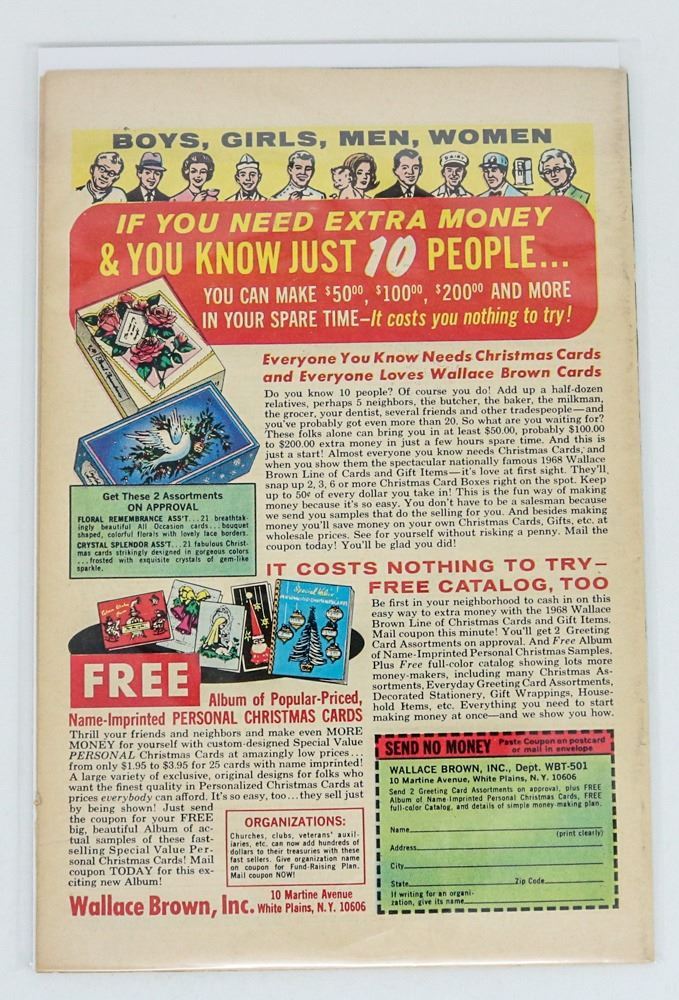 BOYS, GIRLS, MEN, WOMEN
IF YOU NEED EXTRA MONEY
& YOU KNOW JUST 10 PEOPLE...
YOU CAN MAKE $50⁰⁰, $100⁰⁰, $200⁰⁰ AND MORE
IN YOUR SPARE TIME—It costs you nothing to try!
Everyone You Know Needs Christmas Cards
and Everyone Loves Wallace Brown Cards
Do you know 10 people? Of course you do! Add up a half-dozen
relatives, perhaps 5 neighbors, the butcher, the baker, the milkman,
the grocer, your dentist, several friends and other tradespeople—and
you've probably got even more than 20. So what are you waiting for?
These folks alone can bring you in at least $50.00, probably $100.00
to $200.00 extra money in just a few hours spare time. And this is
just a start! Almost everyone you know needs Christmas Cards, and
when you show them the spectacular nationally famous 1968 Wallace
Brown Line of Cards and Gift Items—it's love at first sight. They'll
snap up 2, 3, 6 or more Christmas Card Boxes right on the spot. Keep
up to 50¢ of every dollar you take in! This is the fun way of making
money because it's so easy. You don't have to be a salesman because
we send you samples that do the selling for you. And besides making
money you'll save money on your own Christmas Cards, Gifts, etc. at
wholesale prices. See for yourself without risking a penny. Mail the
coupon today! You'll be glad you did!
Get These 2 Assortments
ON APPROVAL
FLORAL REMEMBRANCE ASS'T...21 breathtak-
ingly beautiful All Occasion cards...bouquet
shaped, colorful florals with lovely lace borders.
CRYSTAL SPLENDOR ASS'T...21 fabulous Christ-
mas cards strikingly designed in gorgeous colors
...frosted with exquisite crystals of gem-like
sparkle.
IT COSTS NOTHING TO TRY—
FREE CATALOG, TOO
Be first in your neighborhood to cash in on this
easy way to extra money with the 1968 Wallace
Brown Line of Christmas Cards and Gift Items.
Mail coupon this minute! You'll get 2 Greeting
Card Assortments on approval. And Free Album
of Name-Imprinted Personal Christmas Samples.
Plus Free full-color catalog showing lots more
money-makers, including many Christmas As-
sortments, Everyday Greeting Card Assortments,
Decorated Stationery, Gift Wrappings, House-
hold Items, etc. Everything you need to start
making money at once—and we show you how.
Special Value
FREE
Album of Popular-Priced,
Name-Imprinted PERSONAL CHRISTMAS CARDS
Thrill your friends and neighbors and make even MORE
MONEY for yourself with custom-designed Special Value
PERSONAL Christmas Cards at amazingly low prices...
from only $1.95 to $3.95 for 25 cards with name imprinted!
A large variety of exclusive, original designs for folks who
want the finest quality in Personalized Christmas Cards at
prices everybody can afford. It's so easy, too...they sell just
by being shown! Just send
the coupon for your FREE
big, beautiful Album of ac-
tual samples of these fast-
selling Special Value Per-
sonal Christmas Cards! Mail
coupon TODAY for this ex-
citing new Album!
ORGANIZATIONS:
Churches, clubs, veterans' auxil-
iaries, etc. can now add hundreds of
dollars to their treasuries with these
fast sellers. Give organization name
on coupon for Fund-Raising Plan.
Mail coupon NOW!
Wallace Brown, Inc. 10 Martine Avenue
White Plains, N.Y. 10606
SEND NO MONEY Paste Coupon on postcard
or mail in envelope
WALLACE BROWN, INC., Dept. WBT-501
10 Martine Avenue, White Plains, N.Y. 10606
Send 2 Greeting Card Assortments on approval, plus FREE
Album of Name-Imprinted Personal Christmas Cards, FREE
full-color Catalog, and details of simple money-making plan.
Name
(print clearly)
Address
City
State Zip Code
If writing for an organi-
zation, give its name